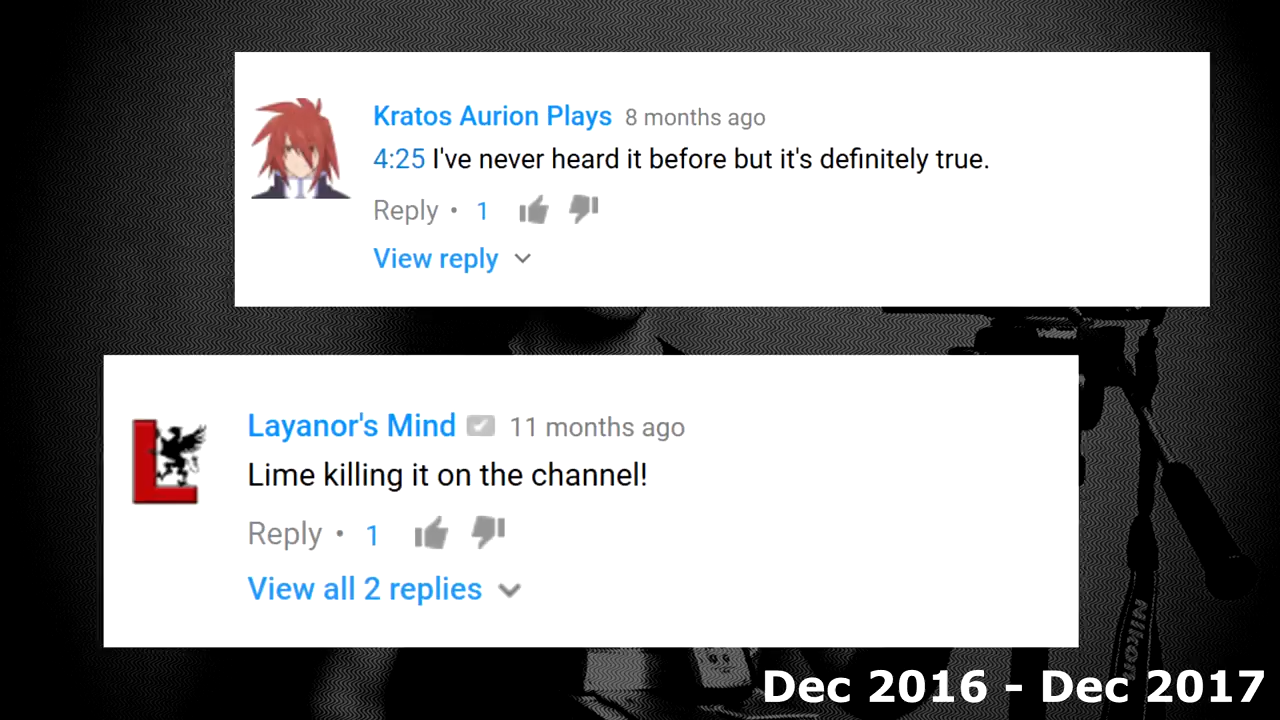 Kratos Aurion Plays 8 months ago
4:25 I've never heard it before but it's definitely true.
Reply • 1
View reply
L
Layanor's Mind 11 months ago
Lime killing it on the channel!
Reply • 1
View all 2 replies
Nikon
Dec 2016 - Dec 2017